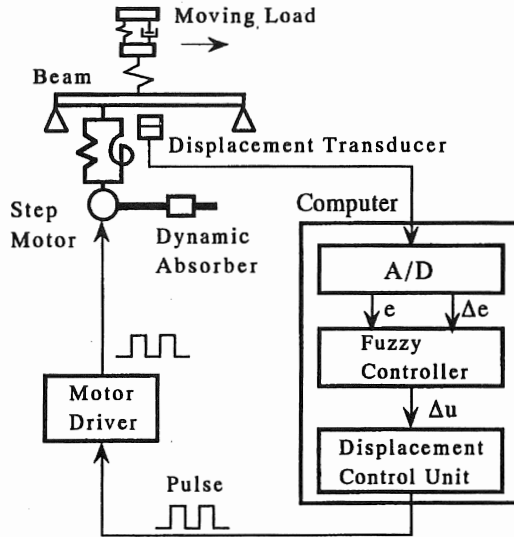 Moving Load
Beam
Displacement Transducer
Computer
Step
Motor
Dynamic
Absorber
A/D
e
Δe
Fuzzy
Controller
Δu
Motor
Driver
Displacement
Control Unit
Pulse